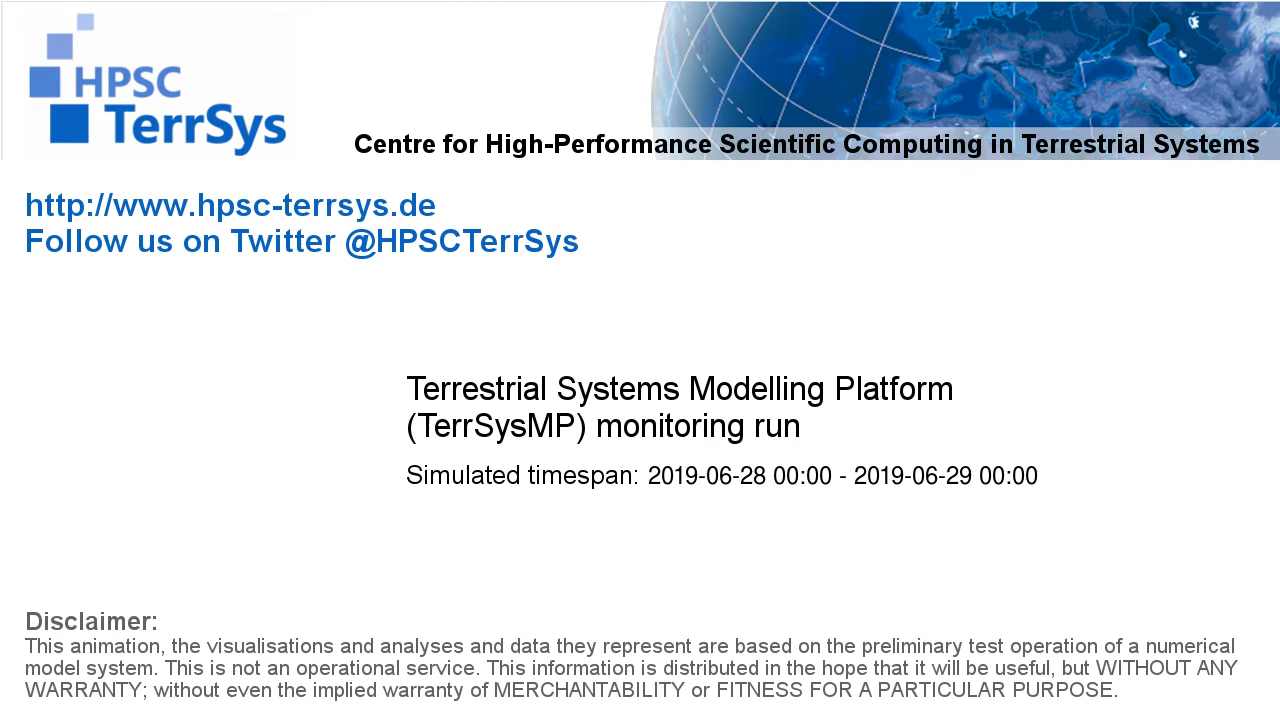 HPSC
TerrSys
Centre for High-Performance Scientific Computing in Terrestrial Systems
http://www.hpsc-terrsys.de
Follow us on Twitter @HPSCTerrSys
Terrestrial Systems Modelling Platform
(TerrSysMP) monitoring run
Simulated timespan: 2019-06-28 00:00 - 2019-06-29 00:00
Disclaimer:
This animation, the visualisations and analyses and data they represent are based on the preliminary test operation of a numerical
model system. This is not an operational service. This information is distributed in the hope that it will be useful, but WITHOUT ANY
WARRANTY; without even the implied warranty of MERCHANTABILITY or FITNESS FOR A PARTICULAR PURPOSE.